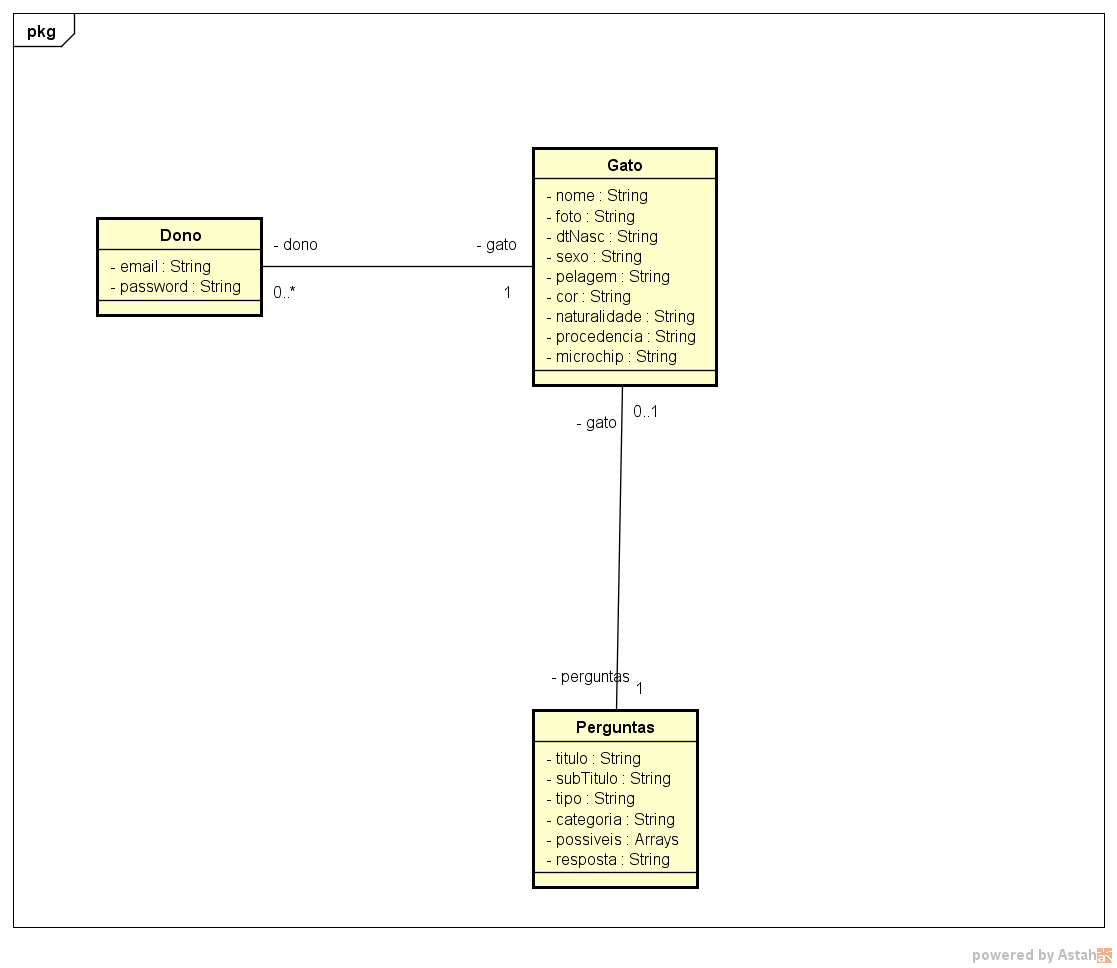 pkg
Gato
- nome : String
- foto : String
- dtNasc : String
- sexo : String
- pelagem : String
- cor : String
- naturalidade : String
- procedencia : String
- microchip : String
Dono
- email : String
- password : String
- dono
- gato
0..*
1
0..1
- gato
- perguntas
1
Perguntas
- titulo : String
- subTitulo : String
- tipo : String
- categoria : String
- possiveis : Arrays
- resposta : String
powered by Astah